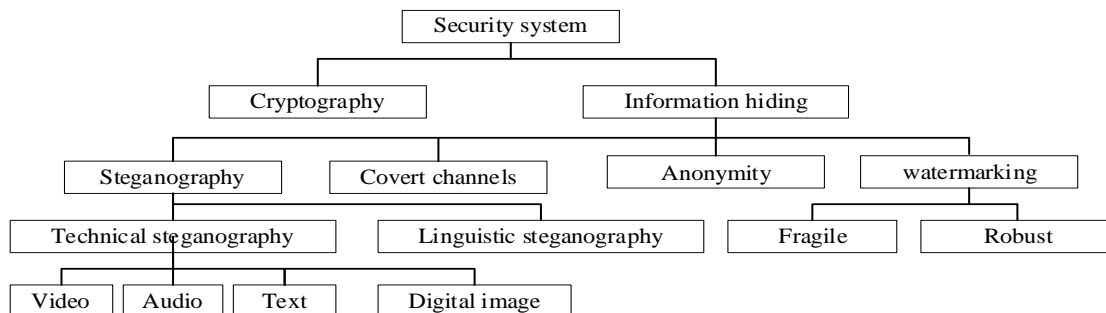 Security system
Cryptography
Information hiding
Steganography
Covert channels
Anonymity
watermarking
Technical steganography
Linguistic steganography
Fragile
Robust
Video
Audio
Text
Digital image